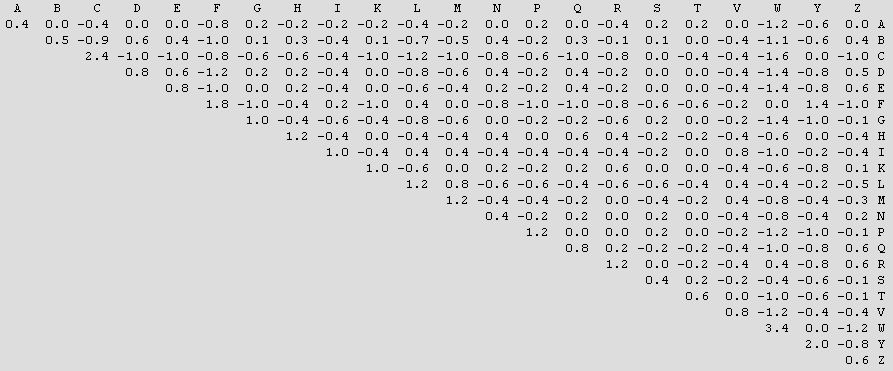 A B C D E F G H I K L M N P Q R S T V W Y Z
0.4 0.0 -0.4 0.0 0.0 -0.8 0.2 -0.2 -0.2 -0.2 -0.4 -0.2 0.0 0.2 0.0 -0.4 0.2 0.2 0.0 -1.2 -0.6 0.0 A
0.5 -0.9 0.6 0.4 -1.0 0.1 0.3 -0.4 0.1 -0.7 -0.5 0.4 -0.2 0.3 -0.1 0.1 0.0 -0.4 -1.1 -0.6 0.4 B
2.4 -1.0 -1.0 -0.8 -0.6 -0.6 -0.4 -1.0 -1.2 -1.0 -0.8 -0.6 -1.0 -0.8 0.0 -0.4 -0.4 -1.6 0.0 -1.0 C
0.8 0.6 -1.2 0.2 0.2 -0.4 0.0 -0.8 -0.6 0.4 -0.2 0.4 -0.2 0.0 0.0 -0.4 -1.4 -0.8 0.5 D
0.8 -1.0 0.0 0.2 -0.4 0.0 -0.6 -0.4 0.2 -0.2 0.4 -0.2 0.0 0.0 -0.4 -1.4 -0.8 0.6 E
1.8 -1.0 -0.4 0.2 -1.0 0.4 0.0 -0.8 -1.0 -1.0 -0.8 -0.6 -0.6 -0.2 0.0 1.4 -1.0 F
1.0 -0.4 -0.6 -0.4 -0.8 -0.6 0.0 -0.2 -0.2 -0.6 0.2 0.0 -0.2 -1.4 -1.0 -0.1 G
1.2 -0.4 0.0 -0.4 -0.4 0.4 0.0 0.6 0.4 -0.2 -0.2 -0.4 -0.6 0.0 -0.4 H
1.0 -0.4 0.4 0.4 -0.4 -0.4 -0.4 -0.4 -0.2 0.0 0.8 -1.0 -0.2 -0.4 I
1.0 -0.6 0.0 0.2 -0.2 0.2 0.6 0.0 0.0 -0.4 -0.6 -0.8 0.1 K
1.2 0.8 -0.6 -0.6 -0.4 -0.6 -0.6 -0.4 0.4 -0.4 -0.2 -0.5 L
1.2 -0.4 -0.4 -0.2 0.0 -0.4 -0.2 0.4 -0.8 -0.4 -0.3 M
0.4 -0.2 0.2 0.0 0.2 0.0 -0.4 -0.8 -0.4 0.2 N
1.2 0.0 0.0 0.2 0.0 -0.2 -1.2 -1.0 -0.1 P
0.8 0.2 -0.2 -0.2 -0.4 -1.0 -0.8 0.6 Q
1.2 0.0 -0.2 -0.4 0.4 -0.8 0.6 R
0.4 0.2 -0.2 -0.4 -0.6 -0.1 S
0.6 0.0 -1.0 -0.6 -0.1 T
0.8 -1.2 -0.4 -0.4 V
3.4 0.0 -1.2 W
2.0 -0.8 Y
0.6 Z